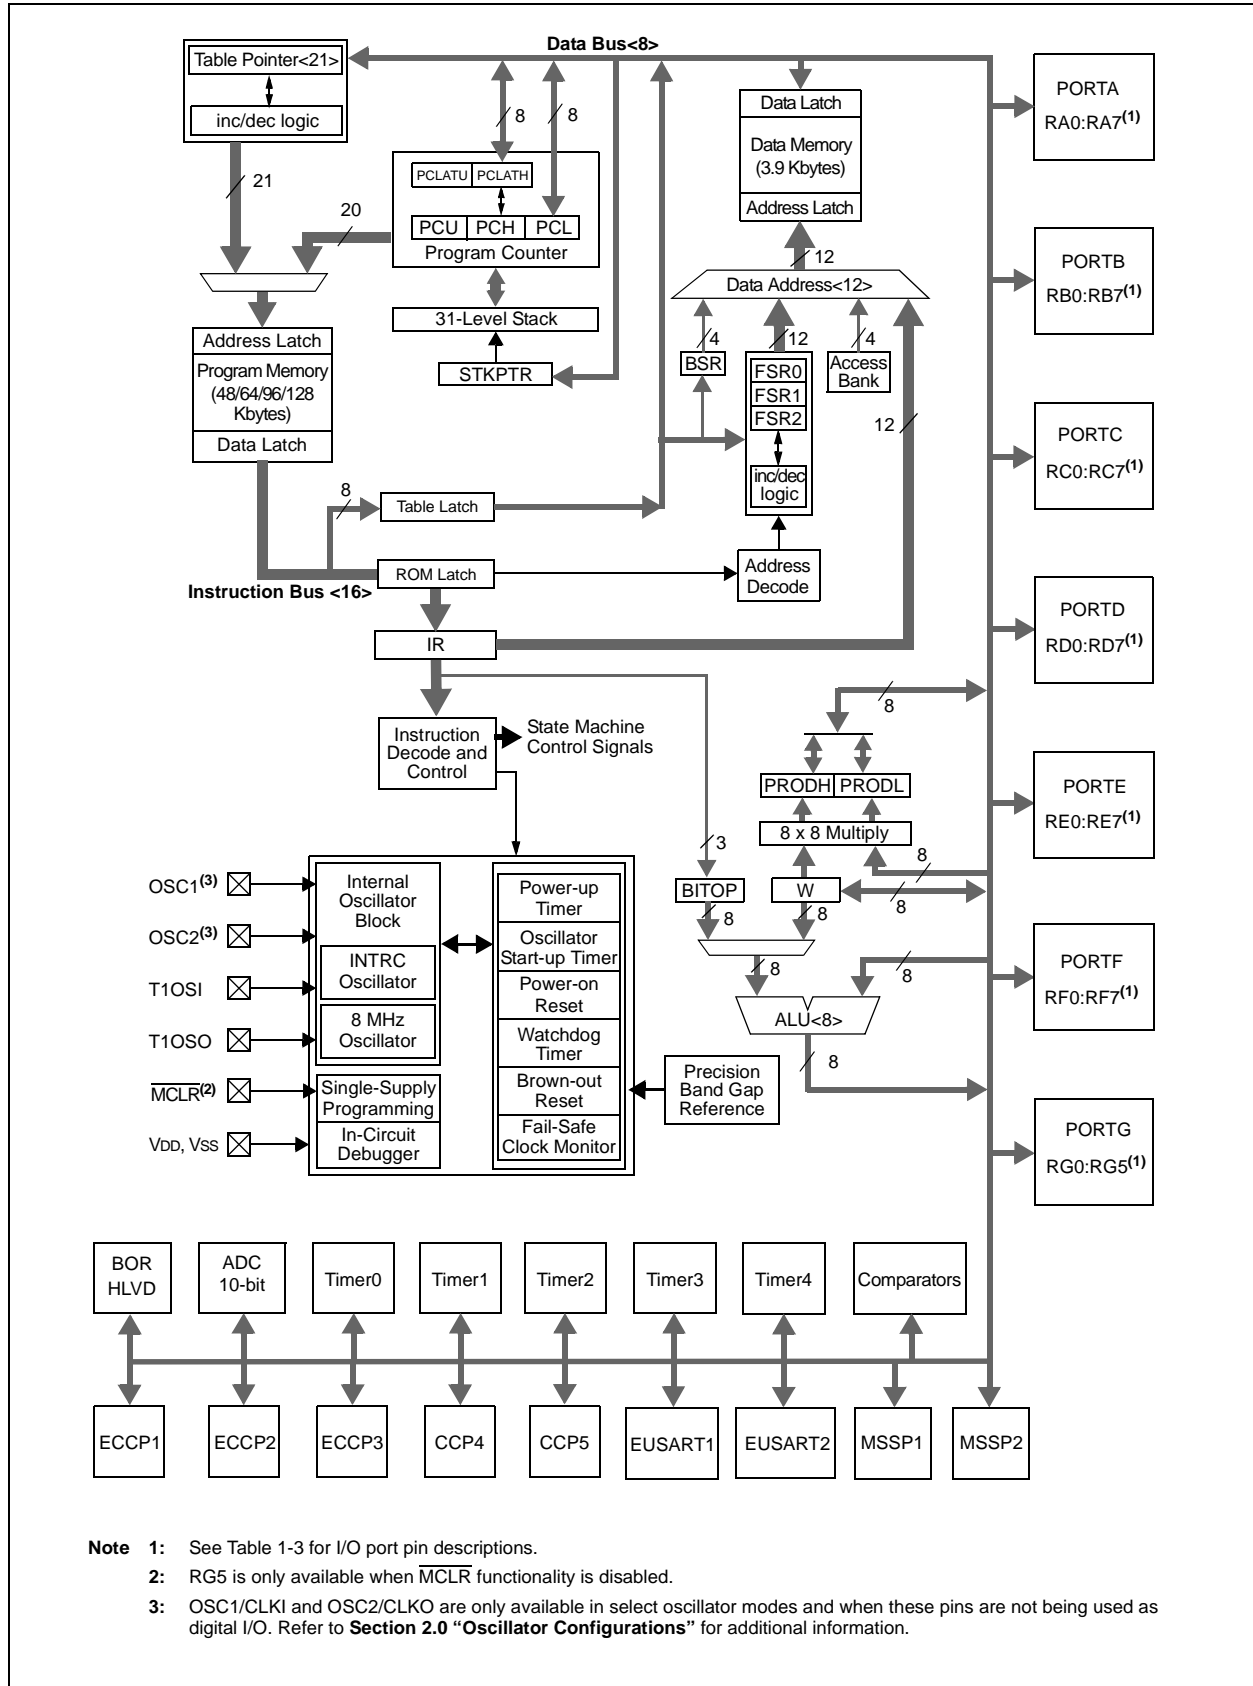 Data Bus<8>
Table Pointer<21>
inc/dec logic
21
20
8
8
PCLATU
PCLATH
PCU
PCH
PCL
Program Counter
31-Level Stack
STKPTR
Address Latch
Program Memory
(48/64/96/128
Kbytes)
Data Latch
8
Table Latch
ROM Latch
Instruction Bus <16>
IR
Data Latch
Data Memory
(3.9 Kbytes)
Address Latch
12
Data Address<12>
4
12
4
BSR
FSR0
FSR1
FSR2
Access
Bank
inc/dec
logic
12
Address
Decode
Instruction
Decode and
Control
State Machine
Control Signals
8
PRODH
PRODL
8 x 8 Multiply
3
8
BITOP
W
8
8
8
8
8
ALU<8>
8
OSC1(3)
OSC2(3)
T1OSI
T1OSO
MCLR(2)
VDD, VSS
Internal
Oscillator
Block
INTRC
Oscillator
8 MHz
Oscillator
Single-Supply
Programming
In-Circuit
Debugger
Power-up
Timer
Oscillator
Start-up Timer
Power-on
Reset
Watchdog
Timer
Brown-out
Reset
Fail-Safe
Clock Monitor
Precision
Band Gap
Reference
PORTA
RA0:RA7(1)
PORTB
RB0:RB7(1)
PORTC
RC0:RC7(1)
PORTD
RD0:RD7(1)
PORTE
RE0:RE7(1)
PORTF
RF0:RF7(1)
PORTG
RG0:RG5(1)
BOR
HLVD
ADC
10-bit
Timer0
Timer1
Timer2
Timer3
Timer4
Comparators
ECCP1
ECCP2
ECCP3
CCP4
CCP5
EUSART1
EUSART2
MSSP1
MSSP2
Note 1: See Table 1-3 for I/O port pin descriptions.
2: RG5 is only available when MCLR functionality is disabled.
3: OSC1/CLKI and OSC2/CLKO are only available in select oscillator modes and when these pins are not being used as
digital I/O. Refer to Section 2.0 “Oscillator Configurations” for additional information.